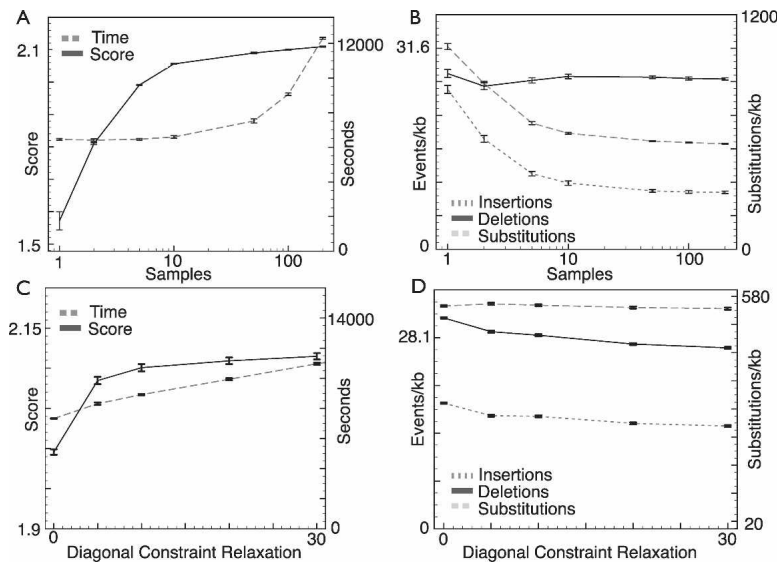 A
2.1
Time
Score
12000
Score
Seconds
1.5
0
1
10
100
Samples
B
1200
31.6
Events/kb
Substitutions/kb
Insertions
Deletions
Substitutions
0
0
1
10
100
Samples
C
Time
Score
2.15
14000
Score
Seconds
1.9
0
0
30
Diagonal Constraint Relaxation
D
580
28.1
Events/kb
Substitutions/kb
Insertions
Deletions
Substitutions
0
20
0
30
Diagonal Constraint Relaxation